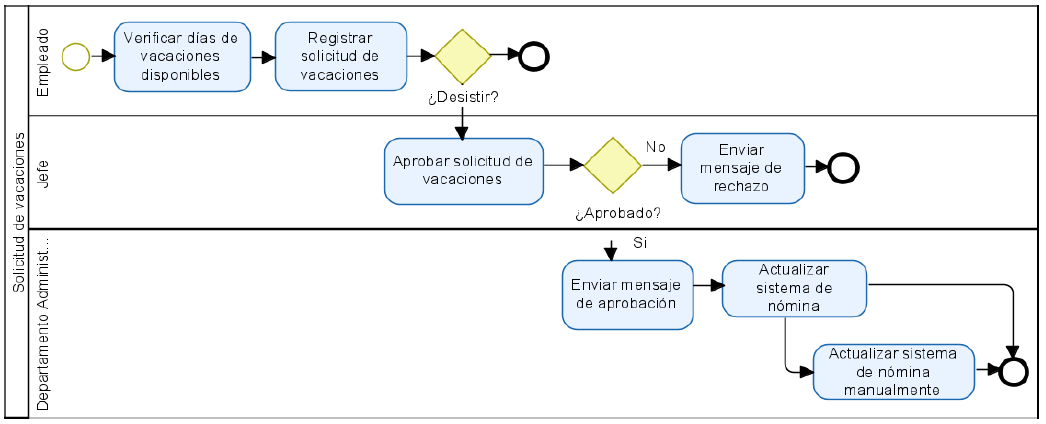 Solicitud de vacaciones
Empleado
Verificar días de
vacaciones
disponibles
Registrar
solicitud de
vacaciones
¿Desistir?
Jefe
Aprobar solicitud de
vacaciones
¿Aprobado?
No
Enviar
mensaje de
rechazo
Departamento Administ...
Si
Enviar mensaje
de aprobación
Actualizar
sistema de
nómina
Actualizar sistema
de nómina
manualmente